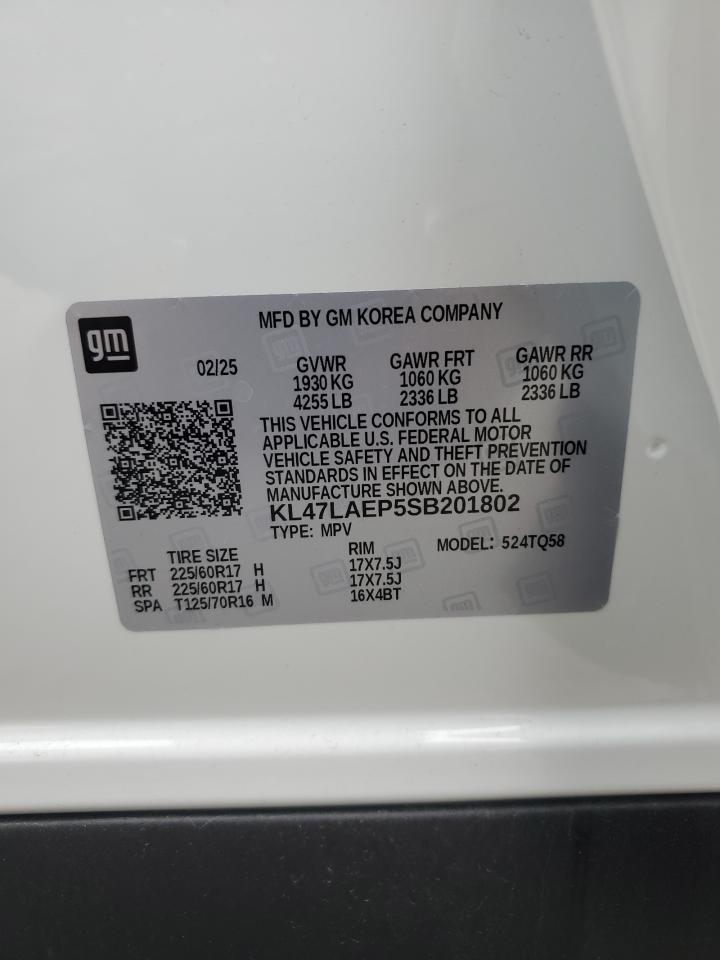 gm
MFD BY GM KOREA COMPANY
02/25 GVWR GAWR FRT GAWR RR
1930 KG 1060 KG 1060 KG
4255 LB 2336 LB 2336 LB
THIS VEHICLE CONFORMS TO ALL
APPLICABLE U.S. FEDERAL MOTOR
VEHICLE SAFETY AND THEFT PREVENTION
STANDARDS IN EFFECT ON THE DATE OF
MANUFACTURE SHOWN ABOVE.
KL47LAEP5SB201802
TYPE: MPV
TIRE SIZE RIM MODEL: 524TQ58
FRT 225/60R17 H 17X7.5J
RR 225/60R17 H 17X7.5J
SPA T125/70R16 M 16X4BT